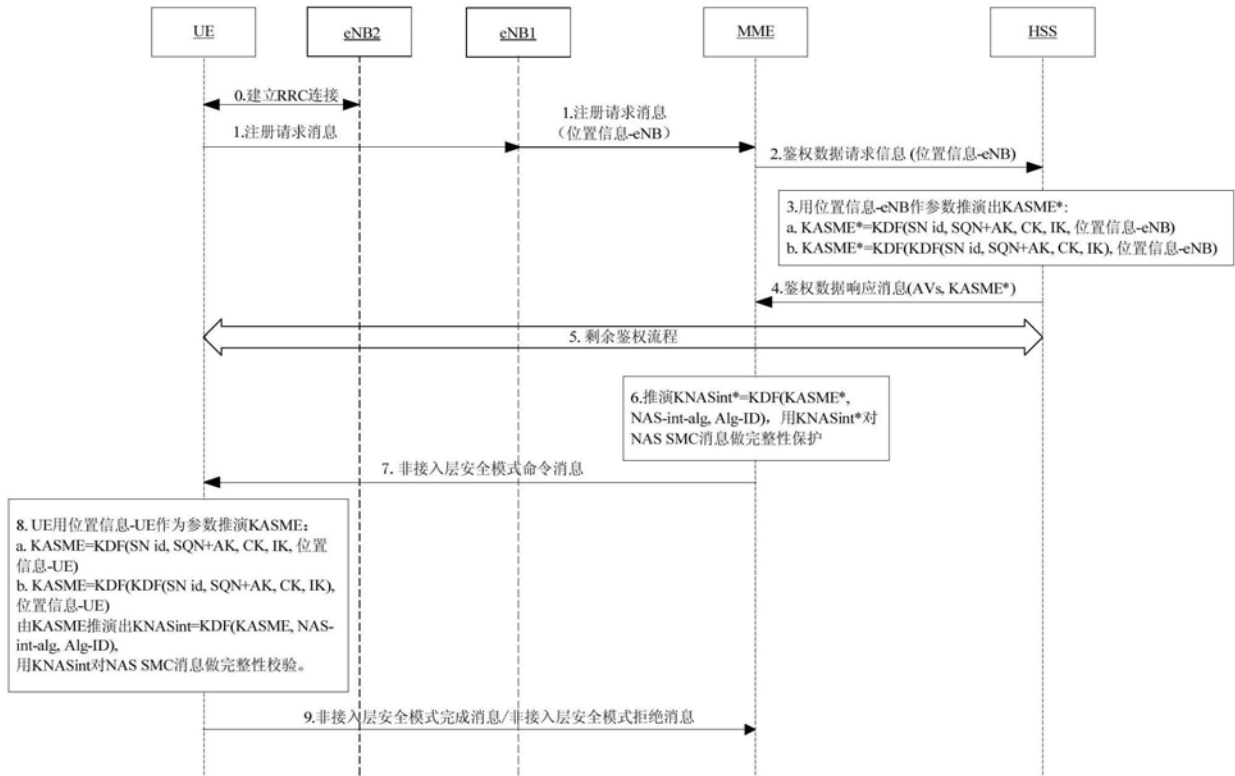 UE
eNB2
eNB1
MME
HSS
0.建立RRC连接
1.注册请求消息
1.注册请求消息
（位置信息-eNB）
2.鉴权数据请求信息 (位置信息-eNB)
3.用位置信息-eNB作参数推演出KASME*:
a. KASME*=KDF(SN id, SQN+AK, CK, IK, 位置信息-eNB)
b. KASME*=KDF(KDF(SN id, SQN+AK, CK, IK), 位置信息-eNB)
4.鉴权数据响应消息(AVs, KASME*)
5. 剩余鉴权流程
6.推演KNASint*=KDF(KASME*,
NAS-int-alg, Alg-ID)，用KNASint*对
NAS SMC消息做完整性保护
7. 非接入层安全模式命令消息
8. UE用位置信息-UE作为参数推演KASME：
a. KASME=KDF(SN id, SQN+AK, CK, IK, 位置
信息-UE)
b. KASME=KDF(KDF(SN id, SQN+AK, CK, IK),
位置信息-UE)
由KASME推演出KNASint=KDF(KASME, NAS-
int-alg, Alg-ID),
用KNASint对NAS SMC消息做完整性校验。
9.非接入层安全模式完成消息/非接入层安全模式拒绝消息